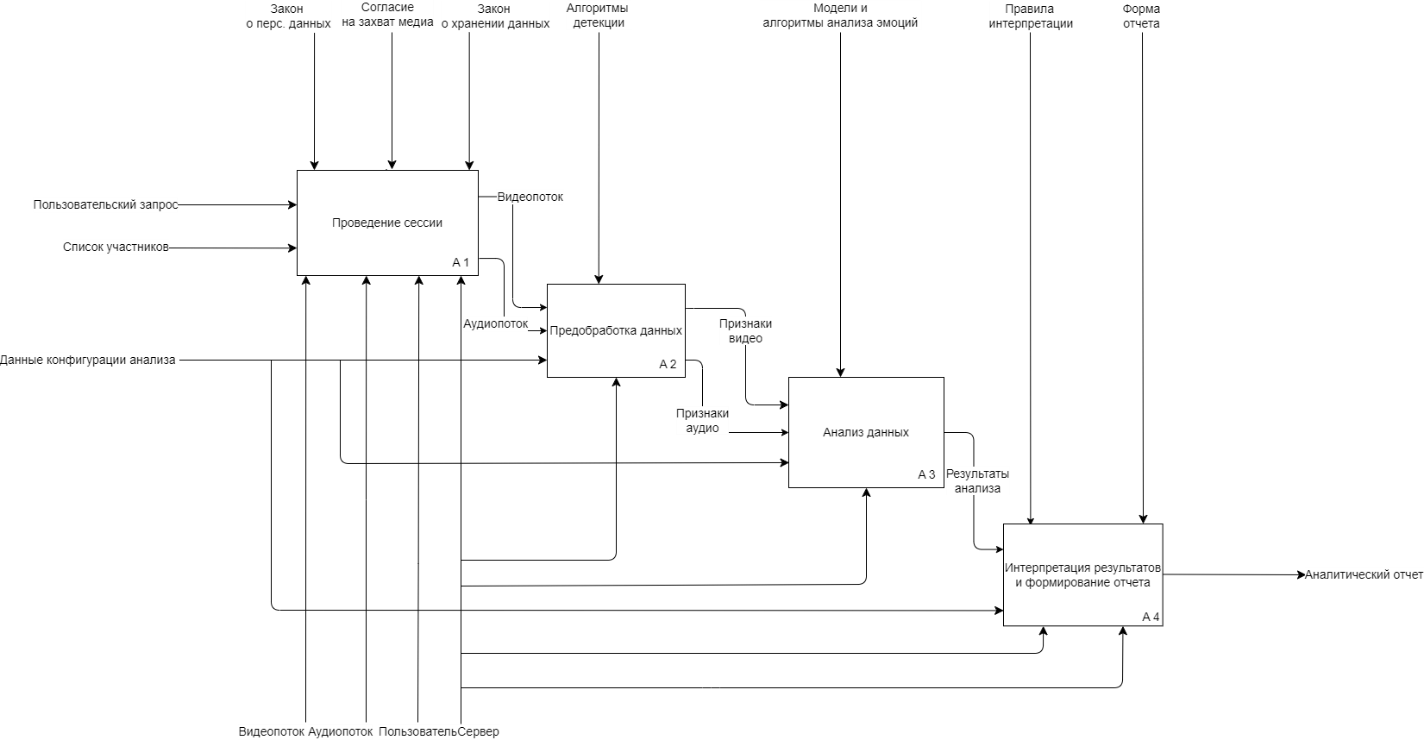 Закон
о перс. данных
Согласие
на захват медиа
Закон
о хранении данных
Алгоритмы
детекции
Модели и
алгоритмы анализа эмоций
Правила
интерпретации
Форма
отчета
Пользовательский запрос
Список участников
Проведение сессии
А 1
Видеопоток
Аудиопоток
Данные конфигурации анализа
Предобработка данных
А 2
Признаки
видео
Признаки
аудио
Анализ данных
А 3
Результаты
анализа
Интерпретация результатов
и формирование отчета
А 4
Аналитический отчет
Видеопоток
Аудиопоток
Пользователь
Сервер